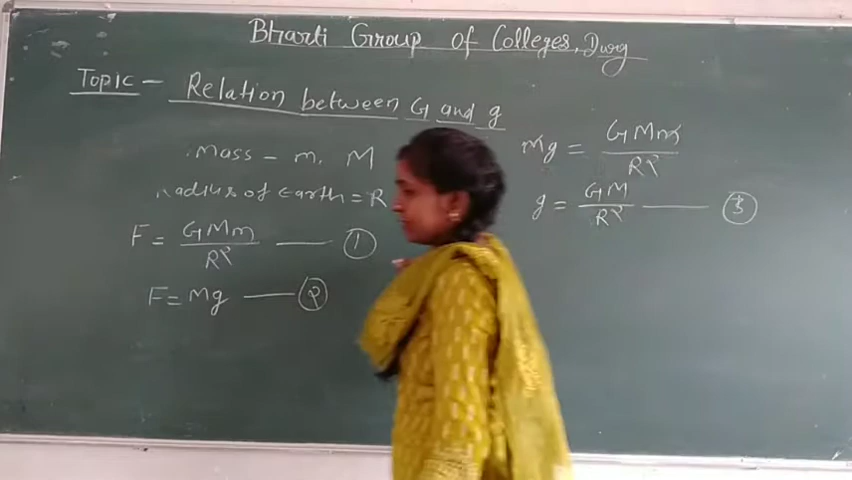 Bharti Group of Colleges, Durg
Topic - Relation between G and g
Mass - m, M
radius of Earth = R
F = GMm/R² —— ①
F = Mg —— ②
mg = GMm/R²
g = GM/R² —— ③